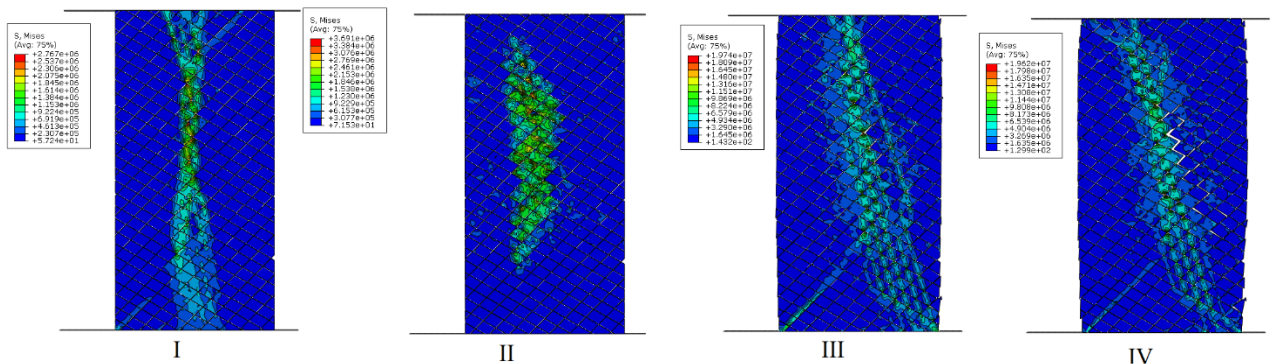 S, Mises
(Avg: 75%)
+2.767e+06
+2.537e+06
+2.306e+06
+2.075e+06
+1.845e+06
+1.614e+06
+1.384e+06
+1.153e+06
+9.224e+05
+6.919e+05
+4.613e+05
+2.307e+05
+5.724e+01
I
S, Mises
(Avg: 75%)
+3.691e+06
+3.384e+06
+3.076e+06
+2.769e+06
+2.461e+06
+2.153e+06
+1.846e+06
+1.538e+06
+1.230e+06
+9.229e+05
+6.153e+05
+3.077e+05
+7.153e+01
II
S, Mises
(Avg: 75%)
+1.974e+07
+1.809e+07
+1.645e+07
+1.480e+07
+1.316e+07
+1.151e+07
+9.869e+06
+8.224e+06
+6.579e+06
+4.934e+06
+3.290e+06
+1.645e+06
+1.432e+02
III
S, Mises
(Avg: 75%)
+1.962e+07
+1.798e+07
+1.635e+07
+1.471e+07
+1.308e+07
+1.144e+07
+9.808e+06
+8.173e+06
+6.539e+06
+4.904e+06
+3.269e+06
+1.635e+06
+1.299e+02
IV